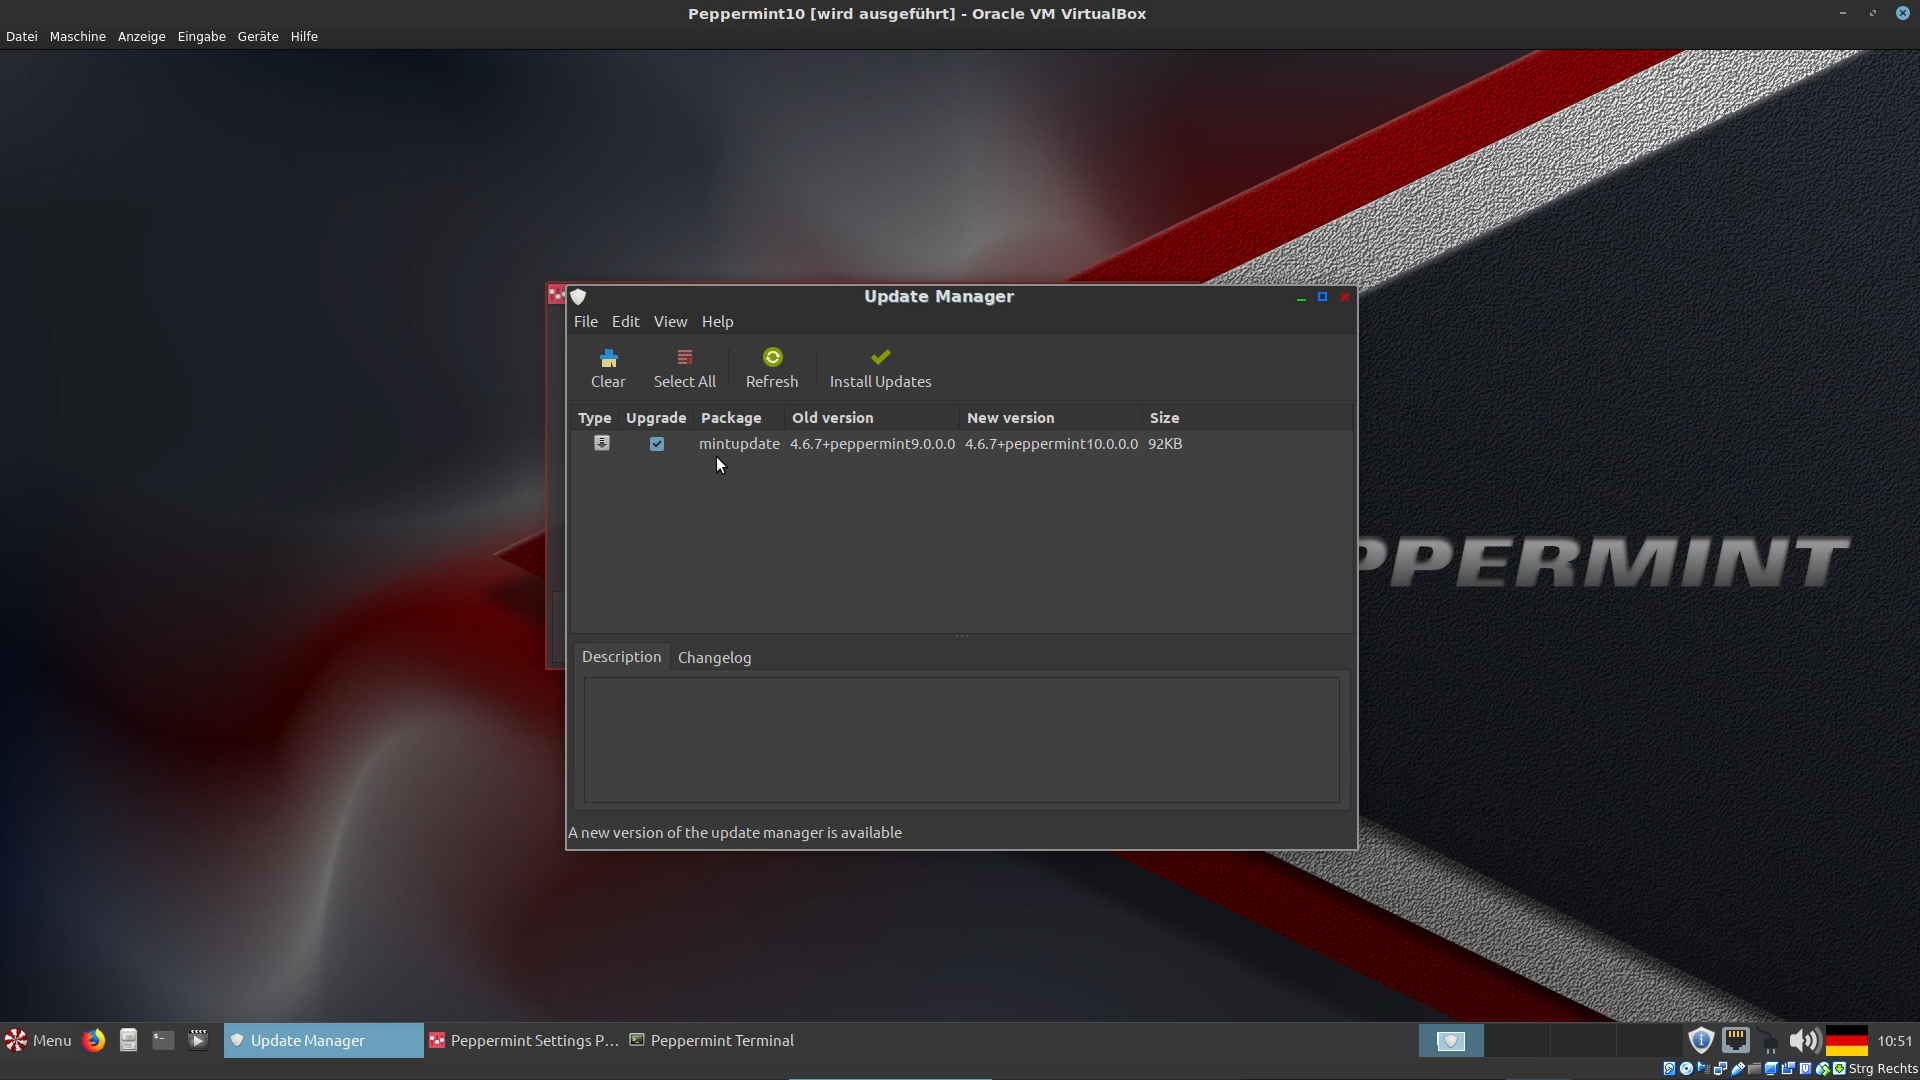 Peppermint10 [wird ausgeführt] - Oracle VM VirtualBox
Datei Maschine Anzeige Eingabe Geräte Hilfe
Update Manager
File Edit View Help
Clear Select All Refresh Install Updates
Type Upgrade Package Old version New version Size
mintupdate 4.6.7+peppermint9.0.0.0 4.6.7+peppermint10.0.0.0 92KB
PPERMINT
Description Changelog
A new version of the update manager is available
Menu Update Manager Peppermint Settings P... Peppermint Terminal 10:51
Strg Rechts